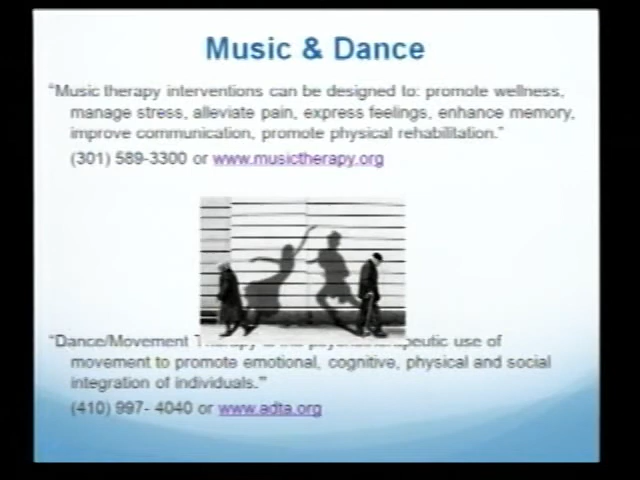 Music & Dance
“Music therapy interventions can be designed to: promote wellness,
manage stress, alleviate pain, express feelings, enhance memory,
improve communication, promote physical rehabilitation.”
(301) 589-3300 or www.musictherapy.org
“Dance/Movement use of
movement to promote emotional, cognitive, physical and social
integration of individuals.”
(410) 997- 4040 or www.adta.org